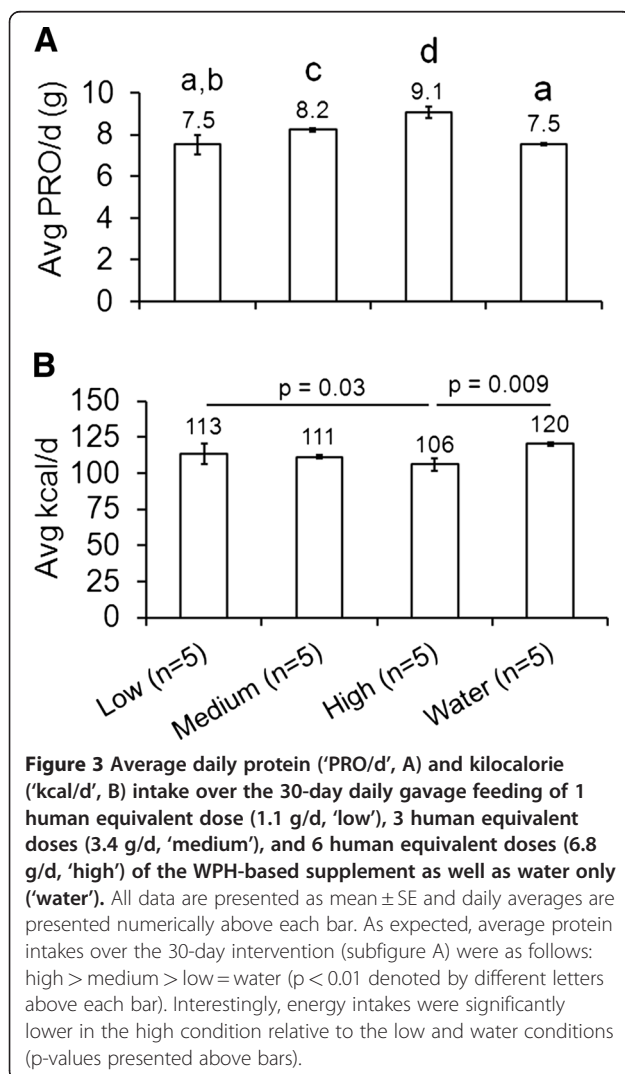 A
a,b
c
d
a
10
8
6
4
2
0
7.5
8.2
9.1
7.5
Avg PRO/d (g)
B
p = 0.03
p = 0.009
150
125
100
75
50
25
0
113
111
106
120
Avg kcal/d
Low (n=5)
Medium (n=5)
High (n=5)
Water (n=5)
Figure 3 Average daily protein (‘PRO/d’, A) and kilocalorie
(‘kcal/d’, B) intake over the 30-day daily gavage feeding of 1
human equivalent dose (1.1 g/d, ‘low’), 3 human equivalent
doses (3.4 g/d, ‘medium’), and 6 human equivalent doses (6.8
g/d, ‘high’) of the WPH-based supplement as well as water only
(‘water’). All data are presented as mean ± SE and daily averages are
presented numerically above each bar. As expected, average protein
intakes over the 30-day intervention (subfigure A) were as follows:
high > medium > low = water (p < 0.01 denoted by different letters
above each bar). Interestingly, energy intakes were significantly
lower in the high condition relative to the low and water conditions
(p-values presented above bars).